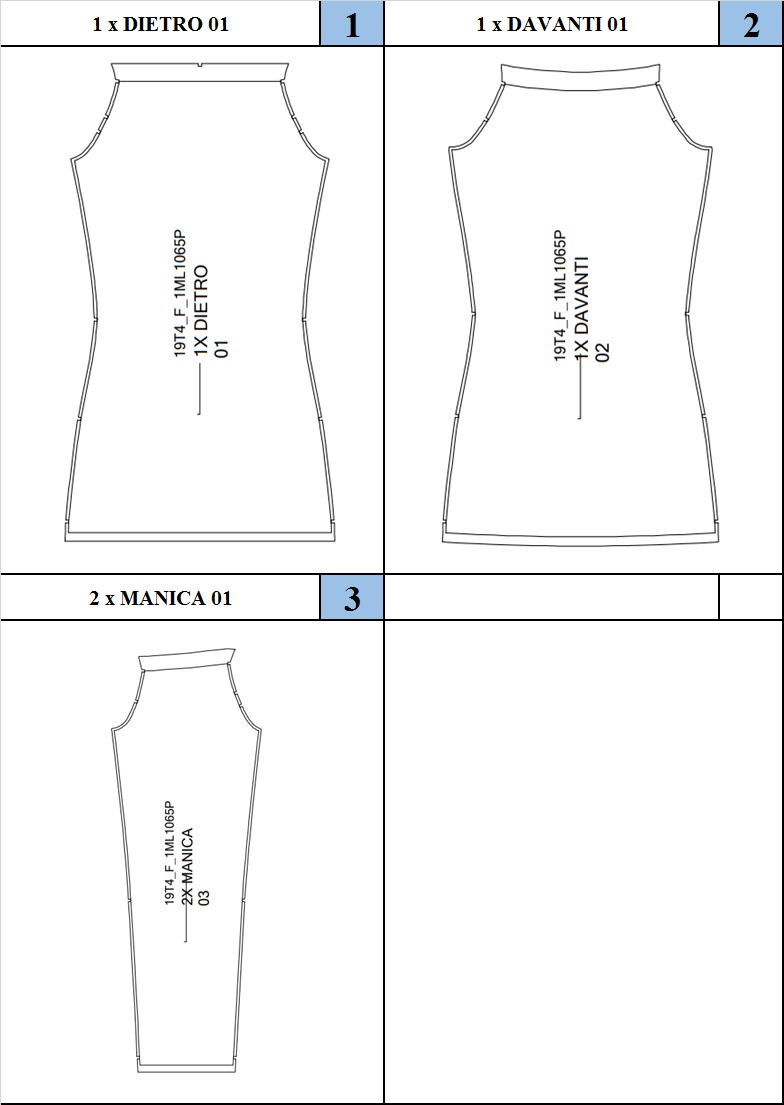 1 x DIETRO 01
1
1 x DAVANTI 01
2
19T4_F_1ML1065P
1X DIETRO
01
19T4_F_1ML1065P
1X DAVANTI
02
2 x MANICA 01
3
19T4_F_1ML1065P
2X MANICA
03